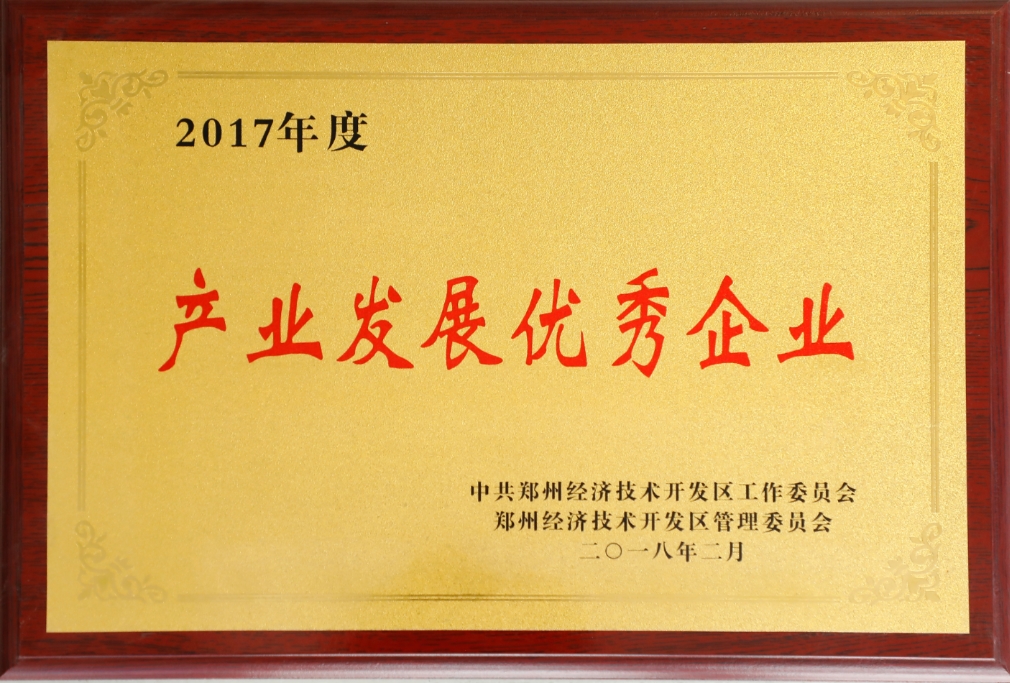 2017年度
产业发展优秀企业
中共郑州经济技术开发区工作委员会
郑州经济技术开发区管理委员会
二〇一八年二月